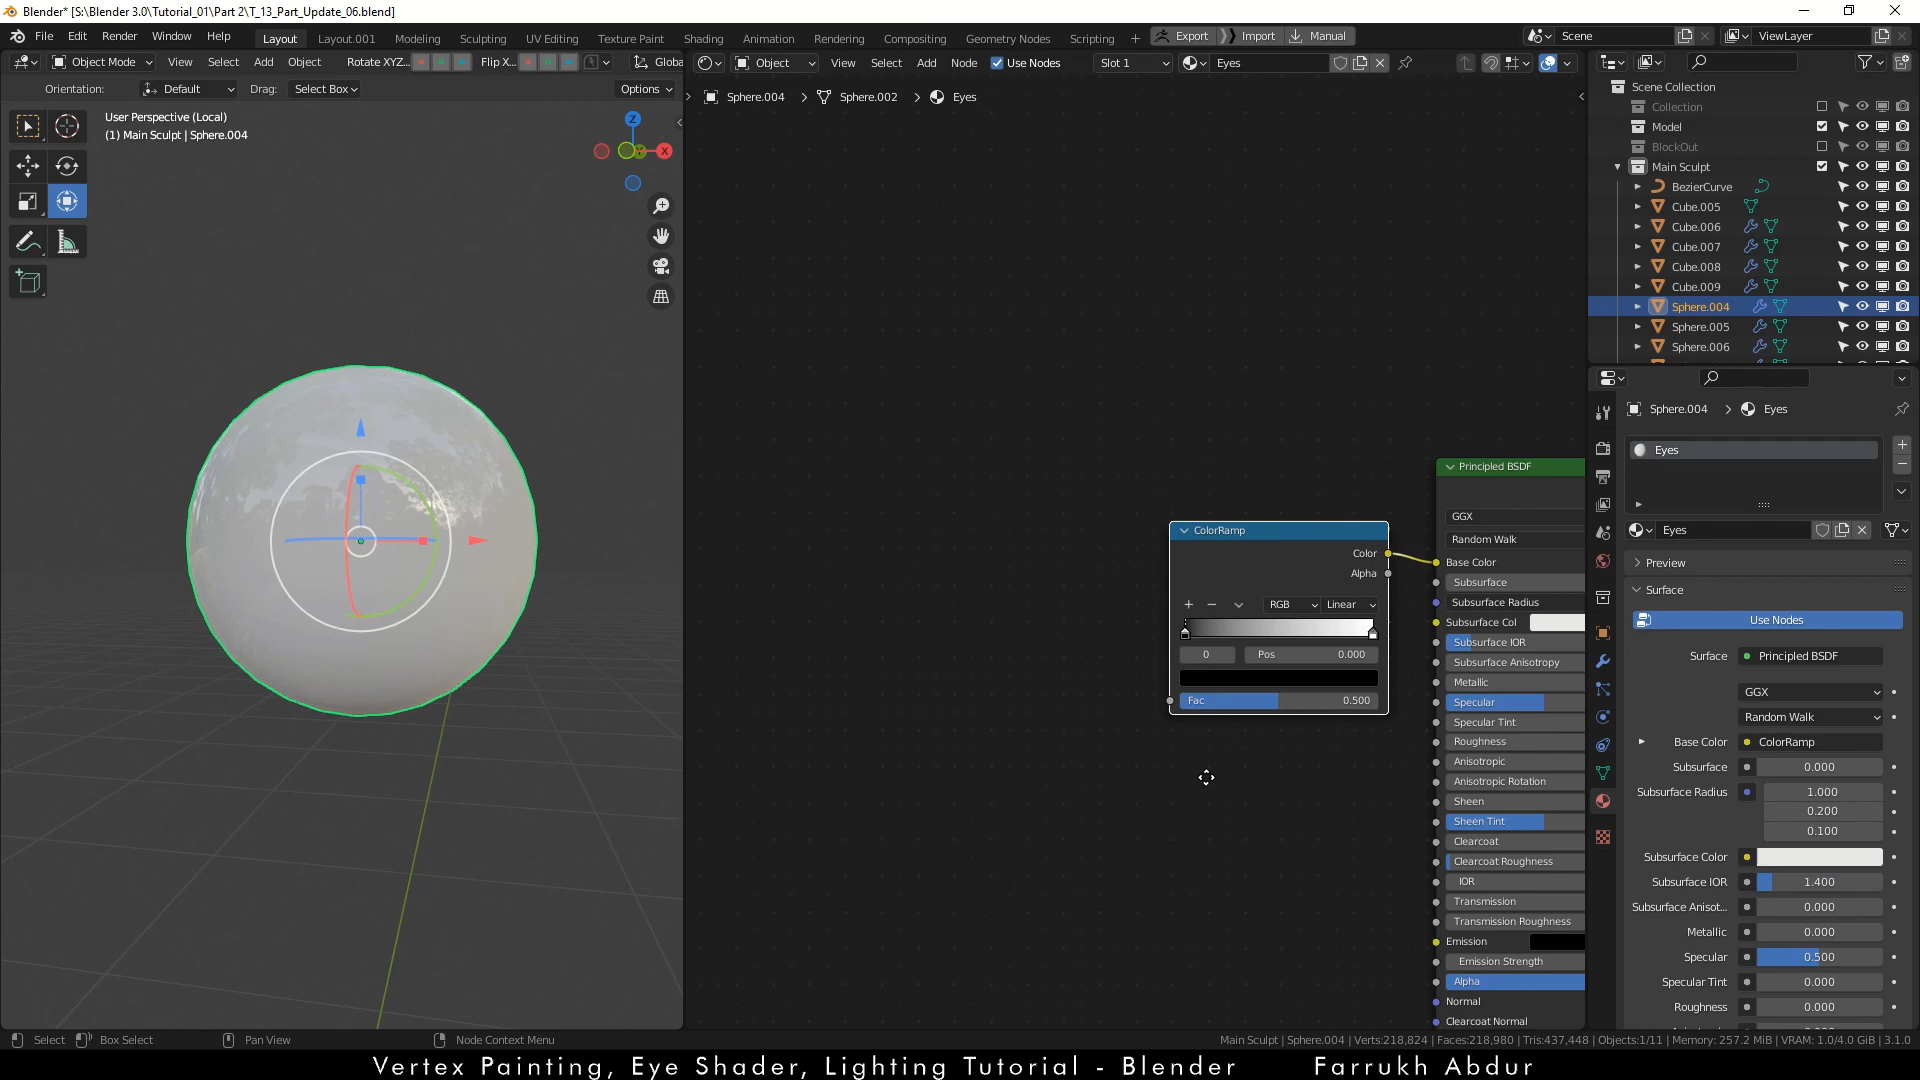 Blender* [S:\Blender 3.0\Tutorial_01\Part 2\T_13_Part_Update_06.blend]
File Edit Render Window Help Layout Layout.001 Modeling Sculpting UV Editing Texture Paint Shading Animation Rendering Compositing Geometry Nodes Scripting + Export Import Manual Scene ViewLayer
Object Mode View Select Add Object Rotate XYZ... Flip X... Globa Object View Select Add Node Use Nodes Slot 1 Eyes
Orientation: Default Drag: Select Box Options
Sphere.004 > Sphere.002 > Eyes
User Perspective (Local)
(1) Main Sculpt | Sphere.004
Z
X
Scene Collection
Collection
Model
BlockOut
Main Sculpt
BezierCurve
Cube.005
Cube.006
Cube.007
Cube.008
Cube.009
Sphere.004
Sphere.005
Sphere.006
ColorRamp
Color
Alpha
RGB Linear
0 Pos 0.000
Fac 0.500
Principled BSDF
GGX
Random Walk
Base Color
Subsurface
Subsurface Radius
Subsurface Col
Subsurface IOR
Subsurface Anisotropy
Metallic
Specular
Specular Tint
Roughness
Anisotropic
Anisotropic Rotation
Sheen
Sheen Tint
Clearcoat
Clearcoat Roughness
IOR
Transmission
Transmission Roughness
Emission
Emission Strength
Alpha
Normal
Clearcoat Normal
Sphere.004 > Eyes
Eyes
Eyes
Preview
Surface
Use Nodes
Surface Principled BSDF
GGX
Random Walk
Base Color ColorRamp
Subsurface 0.000
Subsurface Radius 1.000
0.200
0.100
Subsurface Color
Subsurface IOR 1.400
Subsurface Anisot... 0.000
Metallic 0.000
Specular 0.500
Specular Tint 0.000
Roughness 0.000
Select Box Select Pan View Node Context Menu Main Sculpt | Sphere.004 | Verts:218,824 | Faces:218,980 | Tris:437,448 | Objects:1/11 | Memory: 257.2 MiB | VRAM: 1.0/4.0 GiB | 3.1.0
Vertex Painting, Eye Shader, Lighting Tutorial - Blender Farrukh Abdur